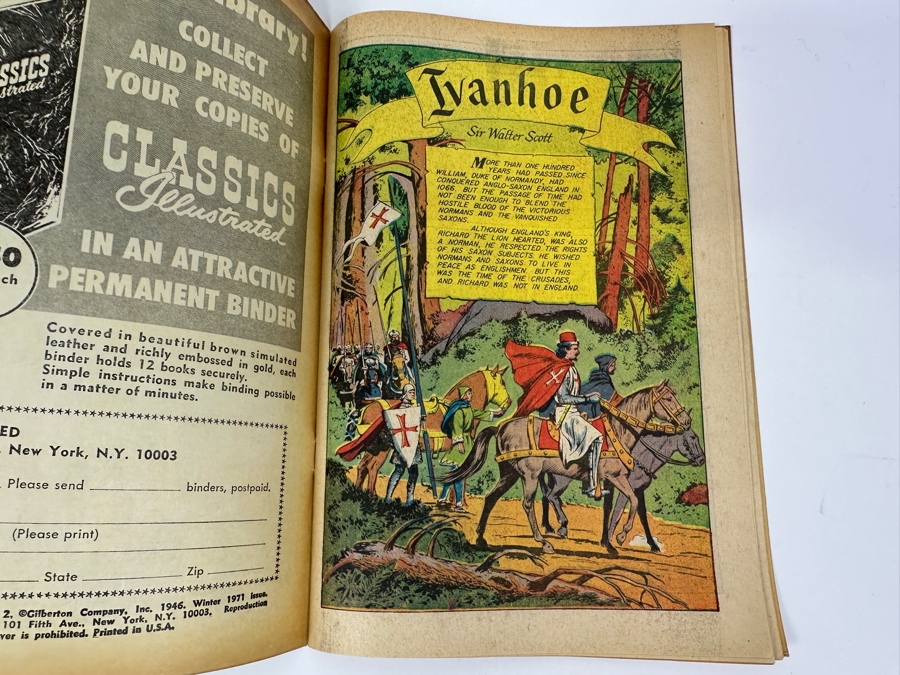 Library!
COLLECT
AND PRESERVE
YOUR COPIES OF
CLASSICS
Illustrated
IN AN ATTRACTIVE
PERMANENT BINDER
Covered in beautiful brown simulated
leather and richly embossed in gold, each
binder holds 12 books securely.
Simple instructions make binding possible
in a matter of minutes.
ED
New York, N.Y. 10003
Please send binders, postpaid.
(Please print)
State Zip
2, ©Gilberton Company, Inc. 1946. Winter 1971 Issue.
101 Fifth Ave., New York, N.Y. 10003. Reproduction
ver is prohibited. Printed in U.S.A.
Ivanhoe
Sir Walter Scott
MORE THAN ONE HUNDRED
YEARS HAD PASSED SINCE
WILLIAM, DUKE OF NORMANDY, HAD
CONQUERED ANGLO-SAXON ENGLAND IN
1066. BUT THE PASSAGE OF TIME HAD
NOT BEEN ENOUGH TO BLEND THE
HOSTILE BLOOD OF THE VICTORIOUS
NORMANS AND THE VANQUISHED
SAXONS.
ALTHOUGH ENGLAND'S KING,
RICHARD THE LION HEARTED, WAS ALSO
A NORMAN, HE RESPECTED THE RIGHTS
OF HIS SAXON SUBJECTS. HE WISHED
NORMANS AND SAXONS TO LIVE IN
PEACE AS ENGLISHMEN. BUT THIS
WAS THE TIME OF THE CRUSADES,
AND RICHARD WAS NOT IN ENGLAND.